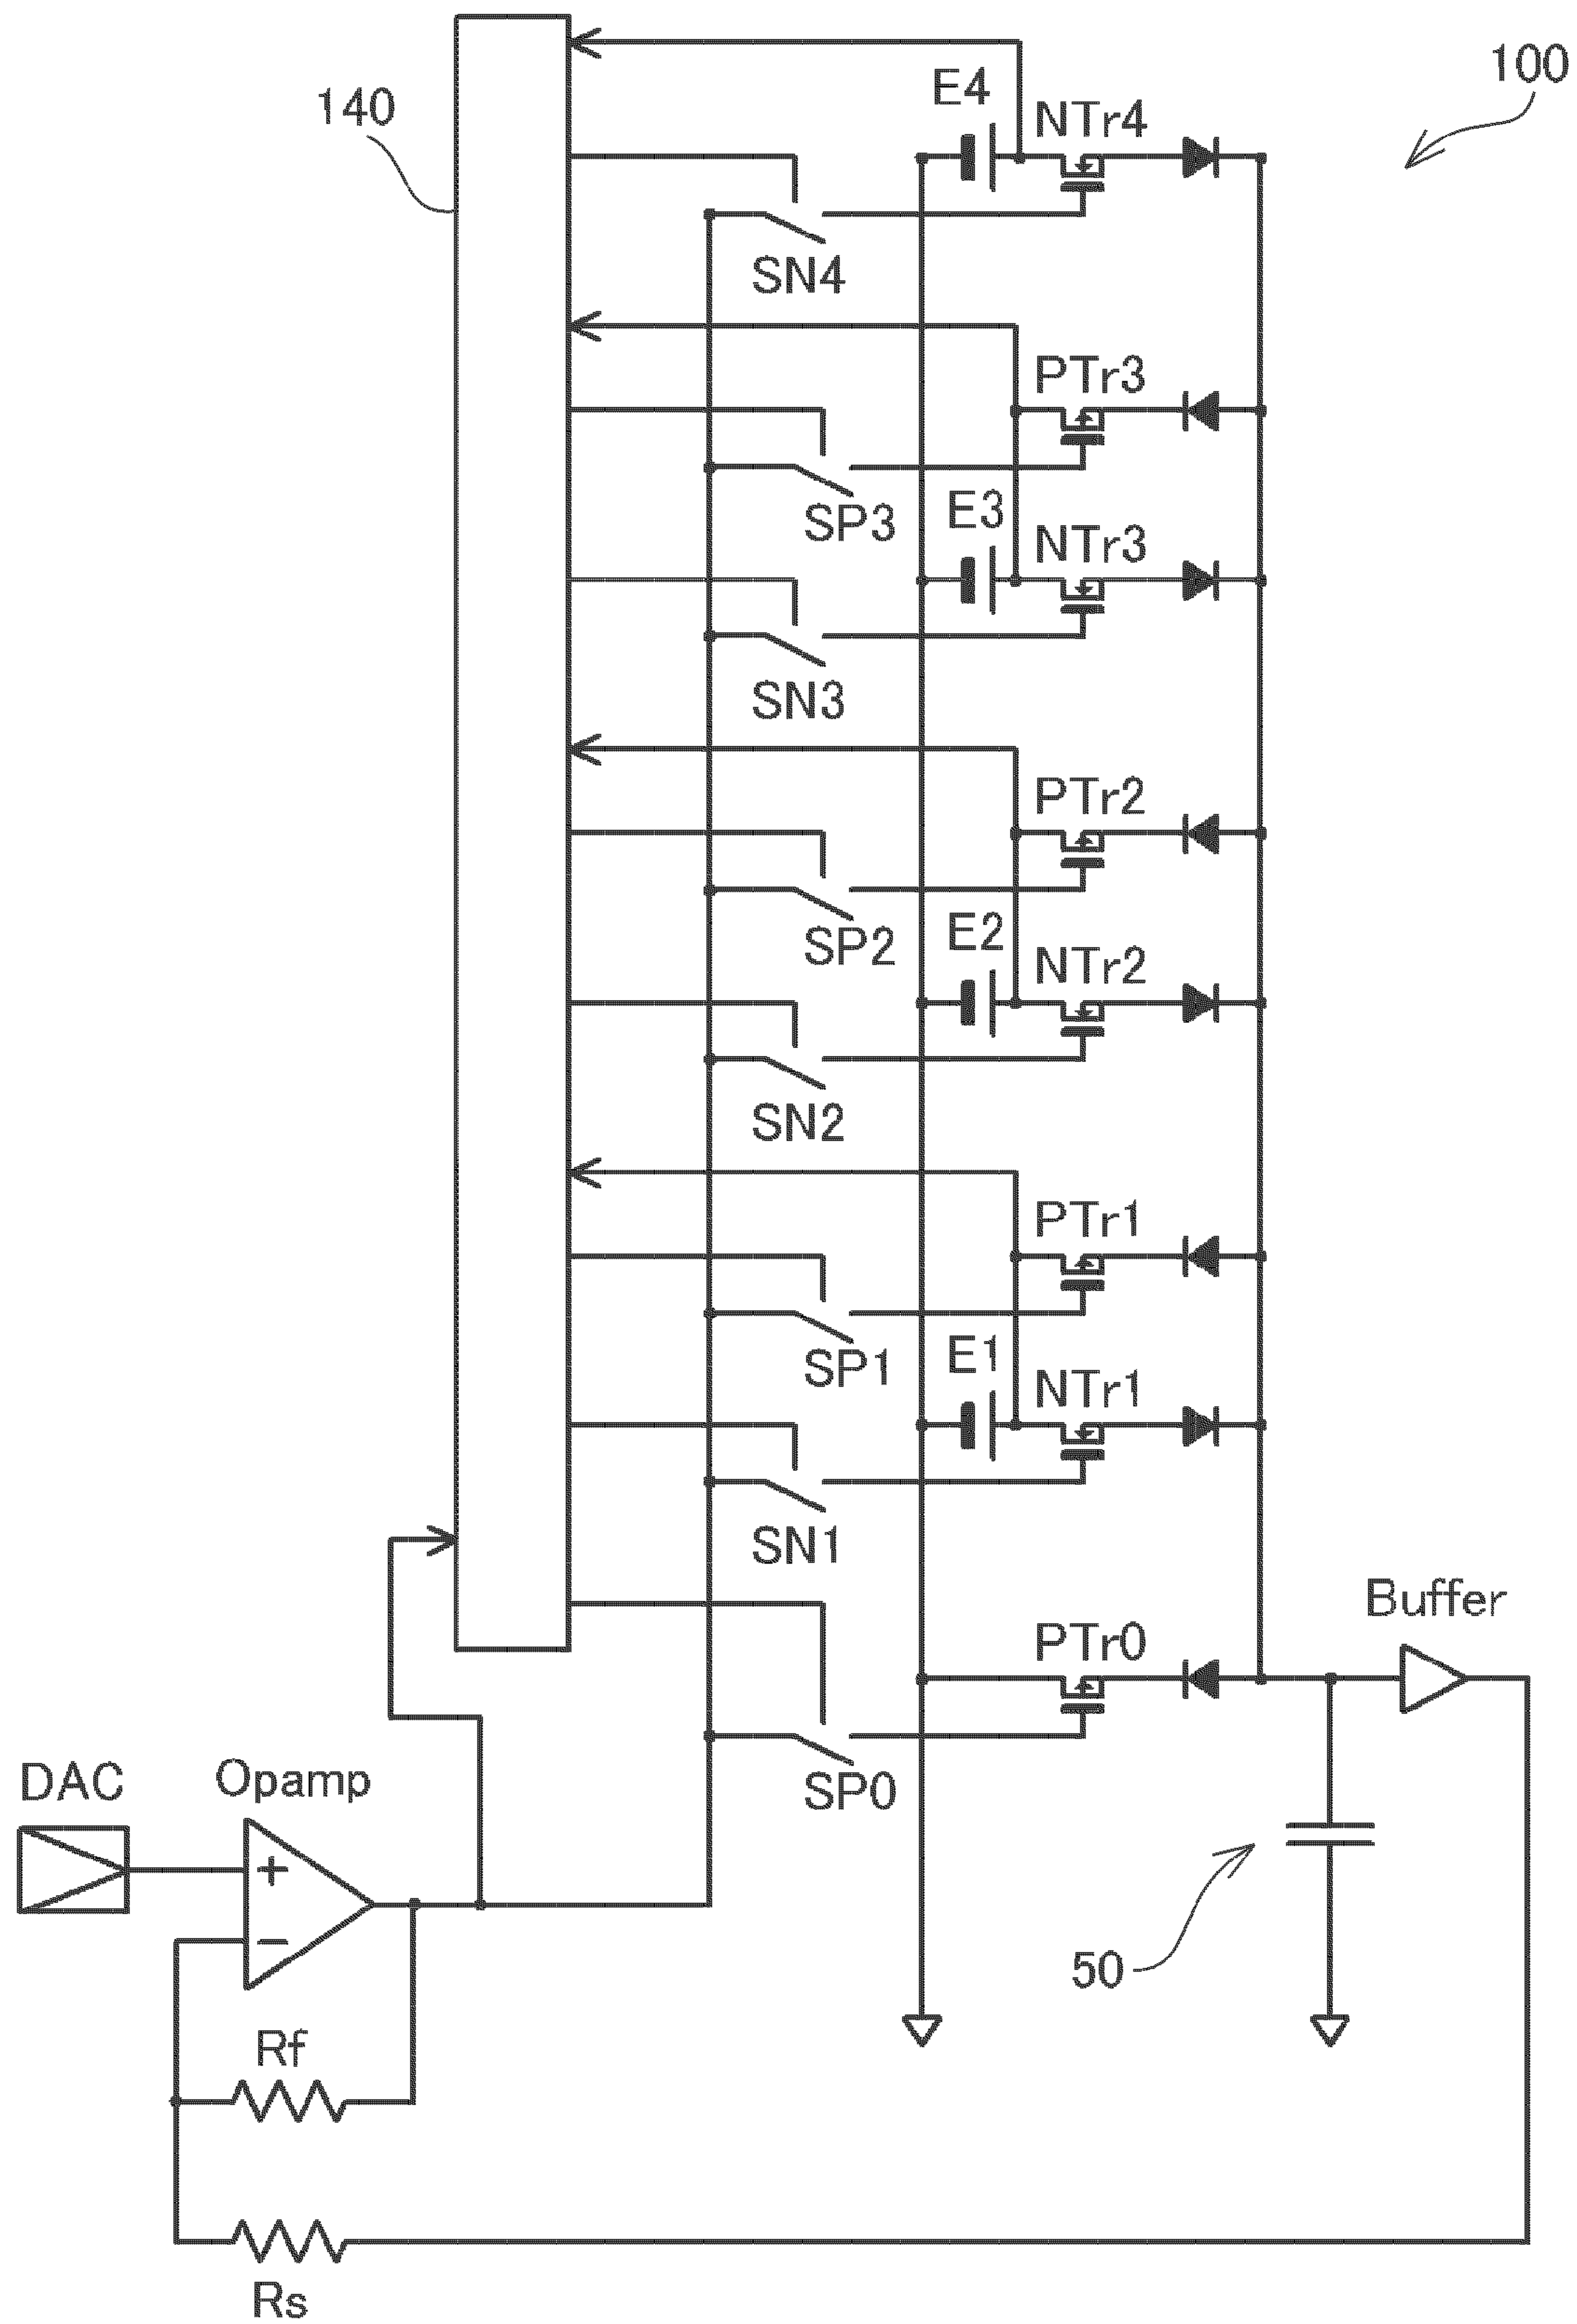 100
E4
NTr4
140
SN4
PTr3
SP3
E3
NTr3
SN3
PTr2
SP2
E2
NTr2
SN2
PTr1
SP1
E1
NTr1
SN1
Buffer
PTr0
SP0
DAC
Opamp
+
−
50
Rf
Rs